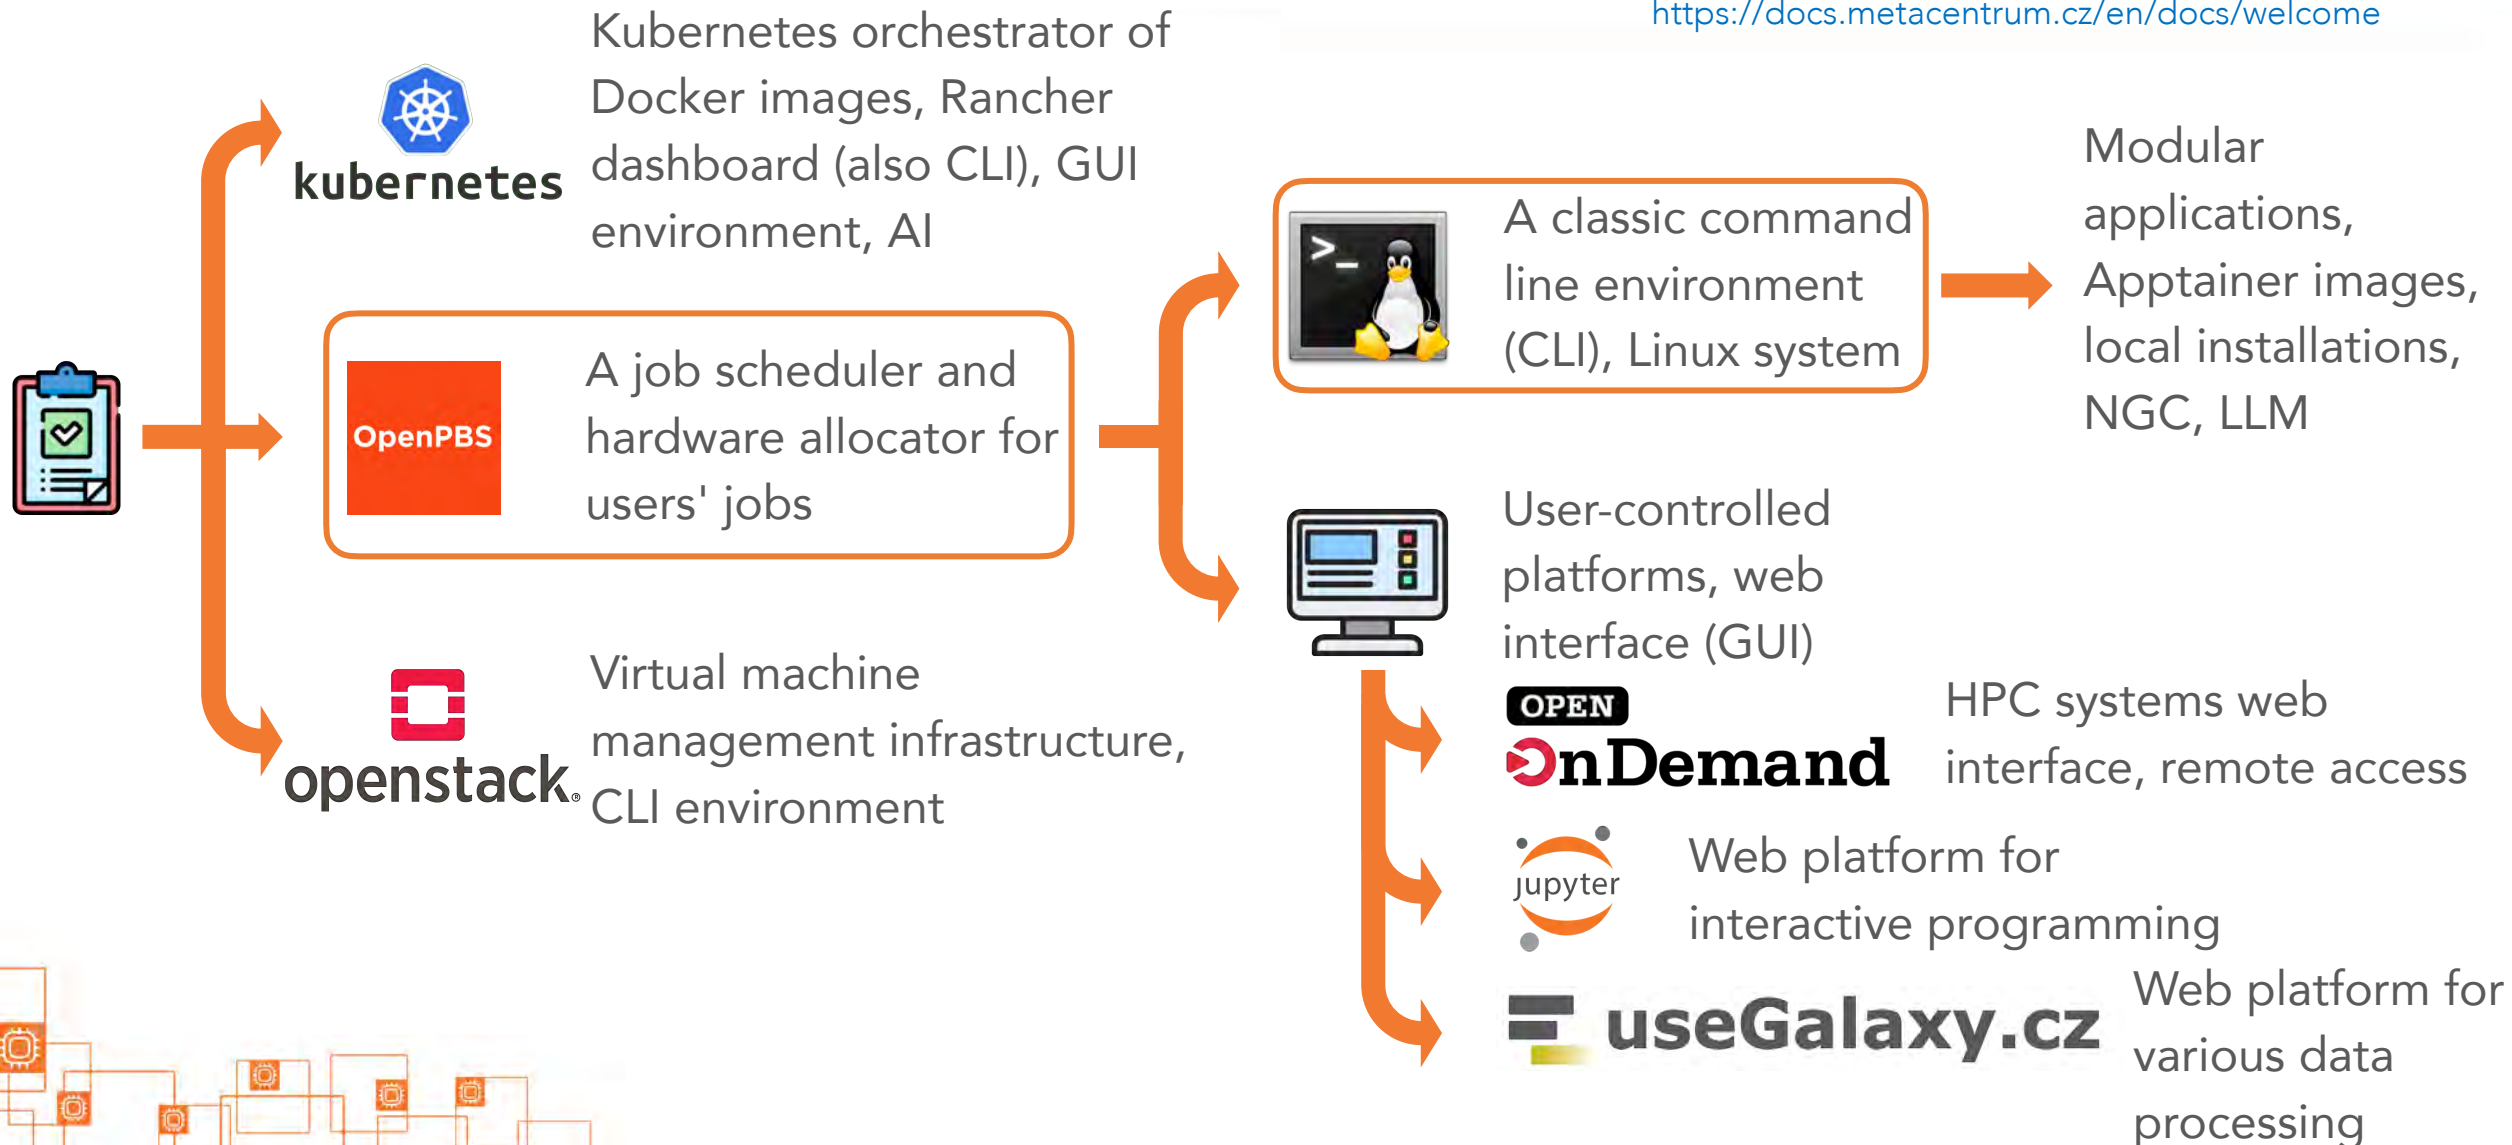 https://docs.metacentrum.cz/en/docs/welcome
kubernetes
Kubernetes orchestrator of
Docker images, Rancher
dashboard (also CLI), GUI
environment, AI
OpenPBS
A job scheduler and
hardware allocator for
users' jobs
openstack.
Virtual machine
management infrastructure,
CLI environment
>_
A classic command
line environment
(CLI), Linux system
Modular
applications,
Apptainer images,
local installations,
NGC, LLM
User-controlled
platforms, web
interface (GUI)
OPEN
OnDemand
HPC systems web
interface, remote access
jupyter
Web platform for
interactive programming
useGalaxy.cz
Web platform for
various data
processing